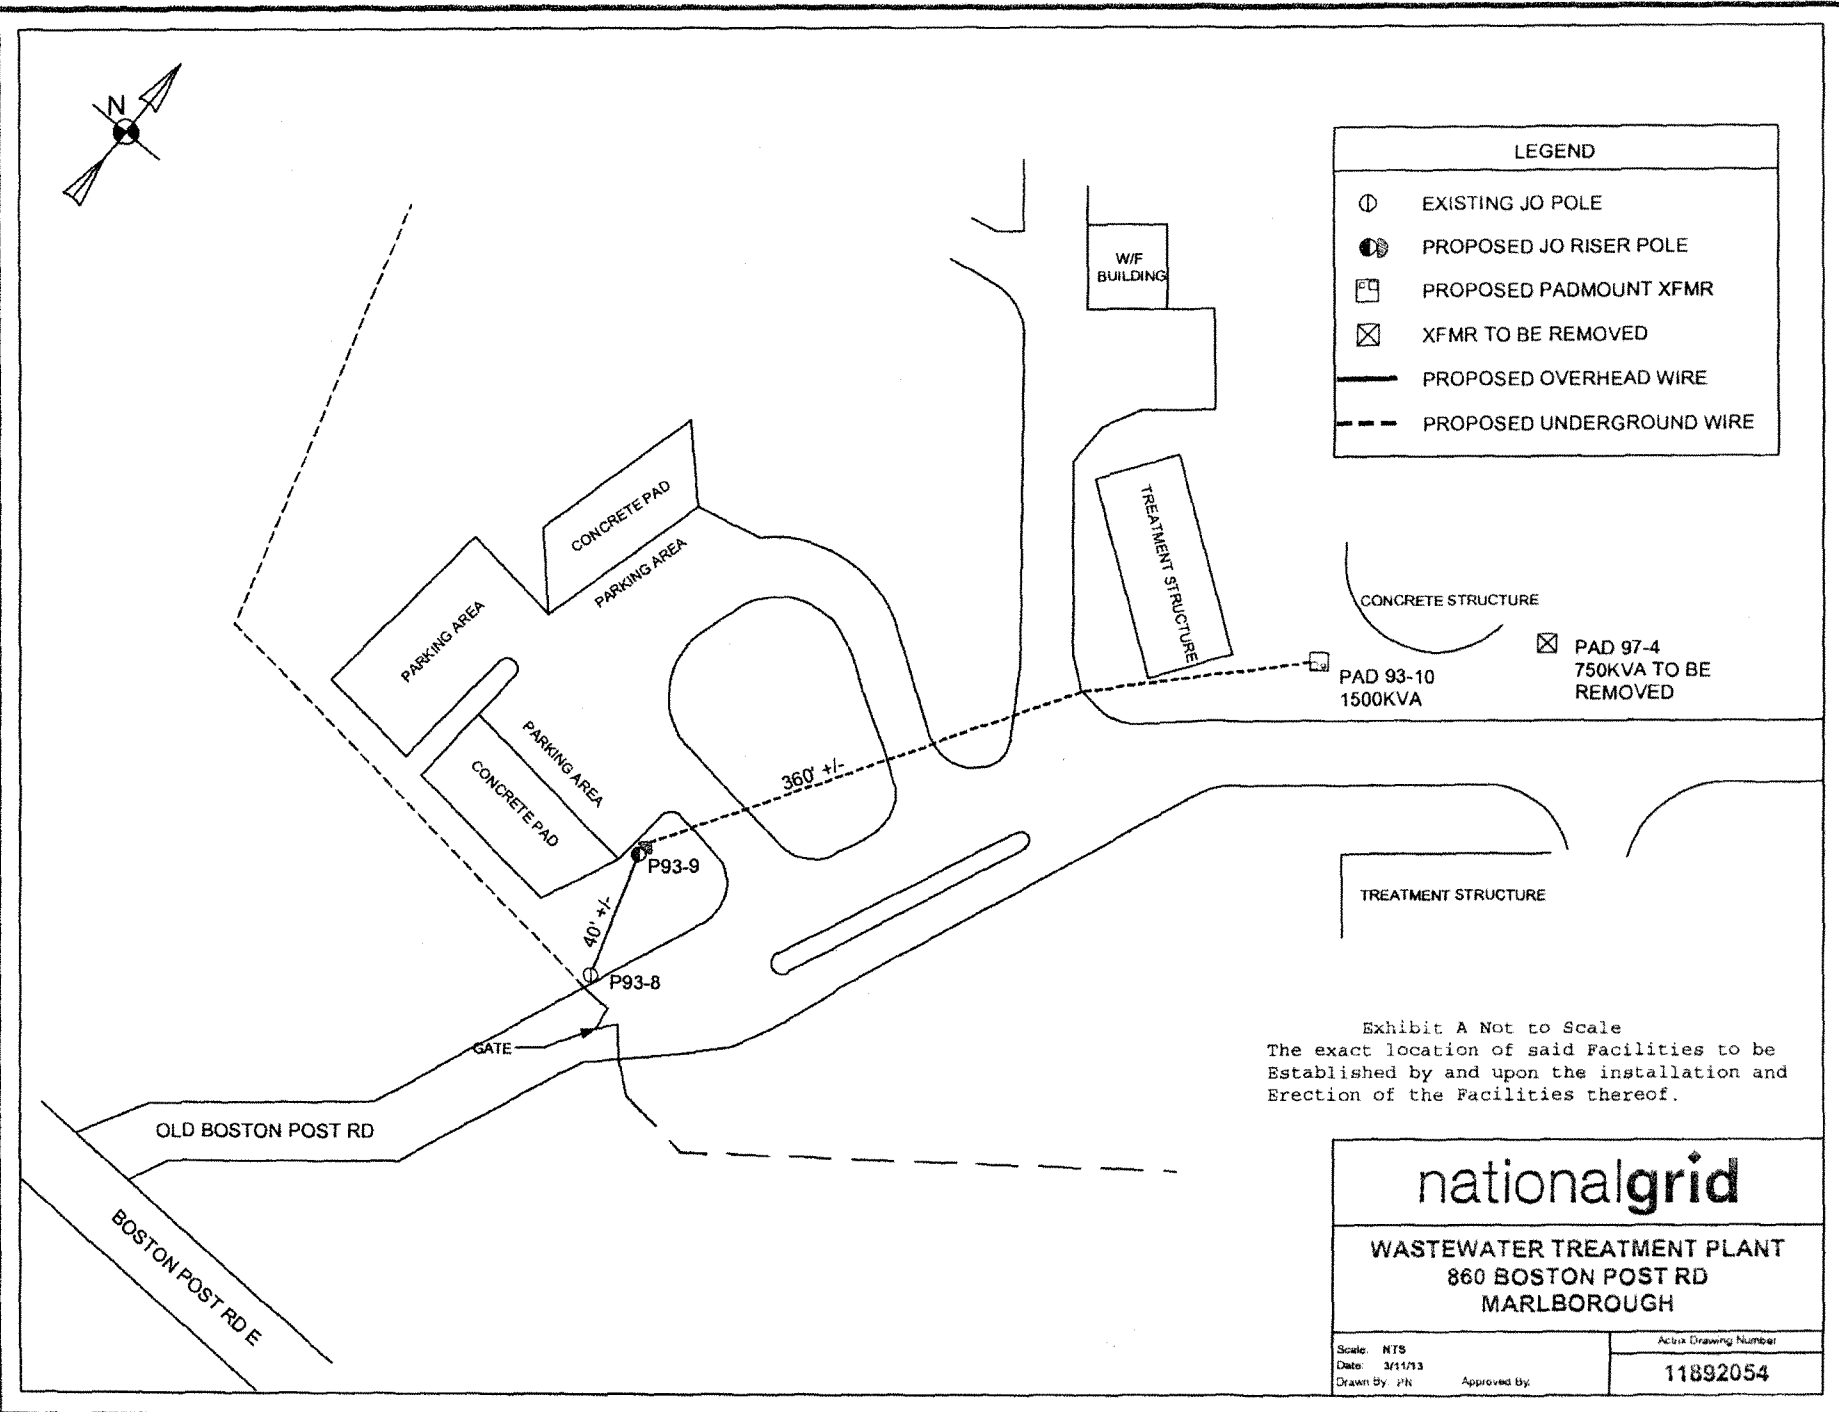 N
LEGEND
EXISTING JO POLE
PROPOSED JO RISER POLE
PROPOSED PADMOUNT XFMR
XFMR TO BE REMOVED
PROPOSED OVERHEAD WIRE
PROPOSED UNDERGROUND WIRE
W/F
BUILDING
CONCRETE PAD
PARKING AREA
PARKING AREA
TREATMENT STRUCTURE
CONCRETE STRUCTURE
PAD 97-4
750KVA TO BE
REMOVED
PAD 93-10
1500KVA
PARKING AREA
CONCRETE PAD
360' +/-
P93-9
40' +/-
P93-8
TREATMENT STRUCTURE
GATE
OLD BOSTON POST RD
BOSTON POST RD E
Exhibit A Not to Scale
The exact location of said Facilities to be
Established by and upon the installation and
Erection of the Facilities thereof.
nationalgrid
WASTEWATER TREATMENT PLANT
860 BOSTON POST RD
MARLBOROUGH
Scale: NTS
Date: 3/11/13
Drawn By: PN
Approved By:
Actrix Drawing Number
11892054